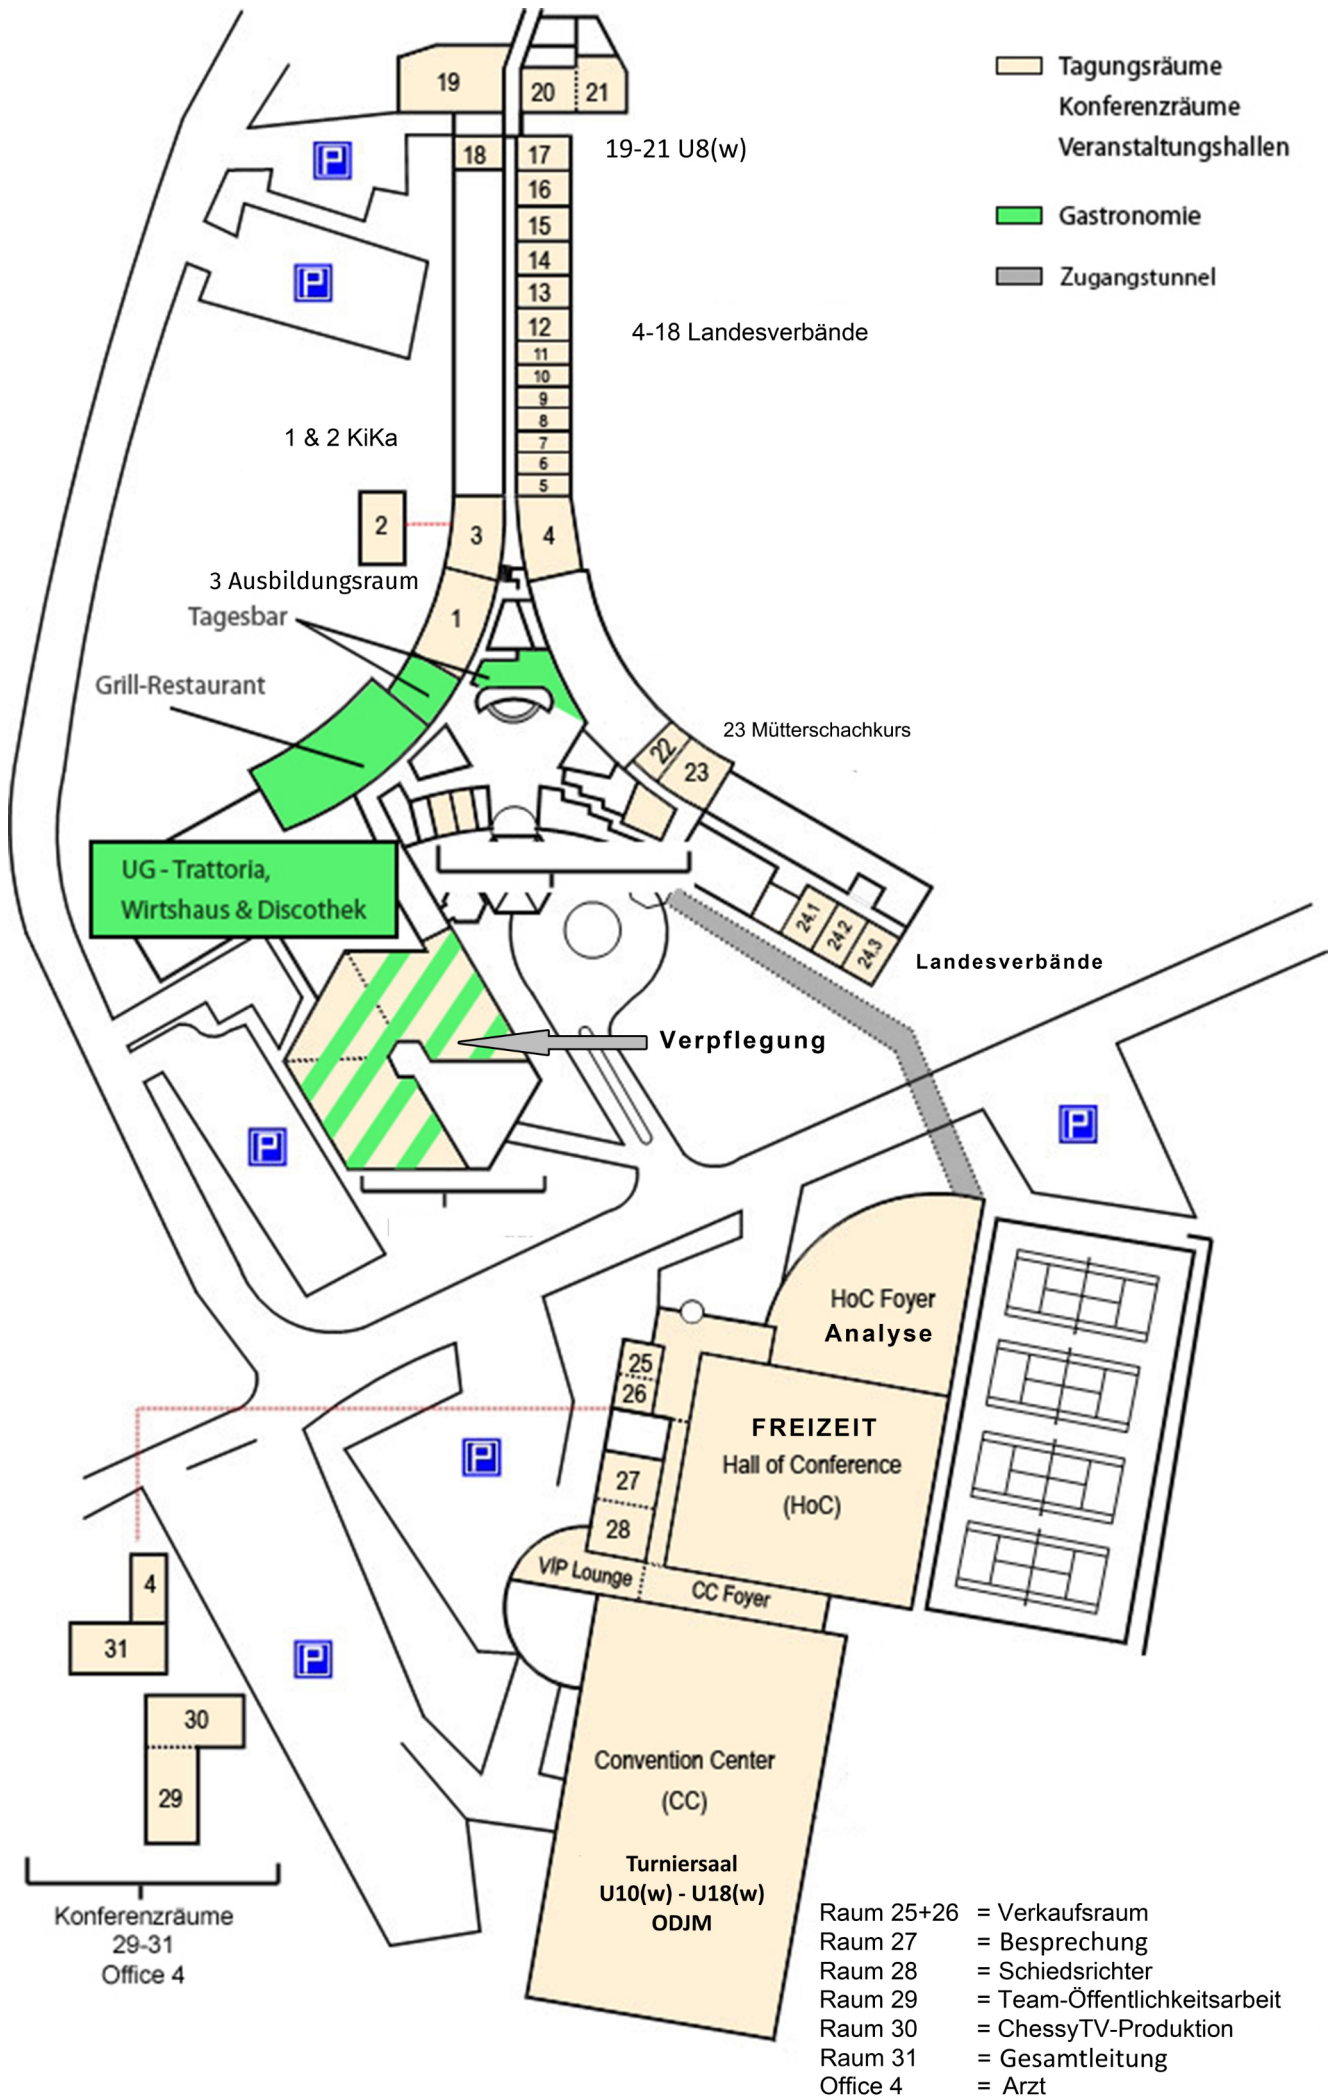 Tagungsräume
Konferenzräume
Veranstaltungshallen
Gastronomie
Zugangstunnel
19
20
21
P
18
17
19-21 U8(w)
16
15
14
P
13
12
4-18 Landesverbände
11
10
9
8
7
1 & 2 KiKa
6
5
2
3
4
3 Ausbildungsraum
1
Tagesbar
Grill-Restaurant
23 Mütterschachkurs
22
23
UG - Trattoria,
Wirtshaus & Discothek
24.1
24.2
24.3
Landesverbände
Verpflegung
P
P
HoC Foyer
Analyse
25
26
FREIZEIT
Hall of Conference
(HoC)
P
27
28
VIP Lounge
CC Foyer
4
31
P
30
29
Convention Center
(CC)
Turniersaal
U10(w) - U18(w)
ODJM
Konferenzräume
29-31
Office 4
Raum 25+26 = Verkaufsraum
Raum 27 = Besprechung
Raum 28 = Schiedsrichter
Raum 29 = Team-Öffentlichkeitsarbeit
Raum 30 = ChessyTV-Produktion
Raum 31 = Gesamtleitung
Office 4 = Arzt